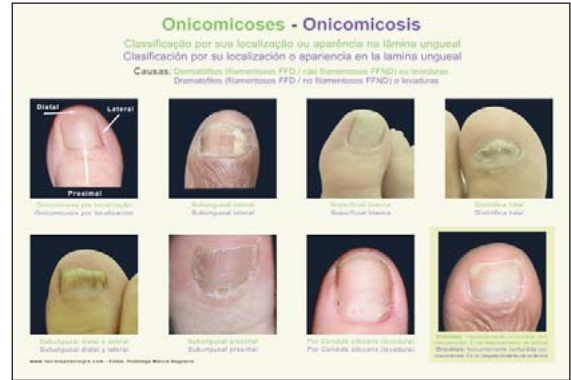 Onicomicoses - Onicomicosis
Classificação por sua localização ou aparência na lâmina ungueal
Clasificación por su localización o apariencia en la lamina ungueal
Causas: Dermatófitos (filamentosos FFD / não filamentosos FFND) ou leveduras
Dermatófitos (filamentosos FFD / no filamentosos FFND) o levaduras
Distal
Lateral
Proximal
Onicomicoses por localização
Onicomicosis por localización
Subungueal lateral
Subungueal lateral
Superficial branca
Superficial blanca
Distrófica total
Distrófica total
Subungueal distal e lateral
Subungueal distal y lateral
Subungueal proximal
Subungueal proximal
Por Candida albicans (levedura)
Por Candida albicans (levadura)